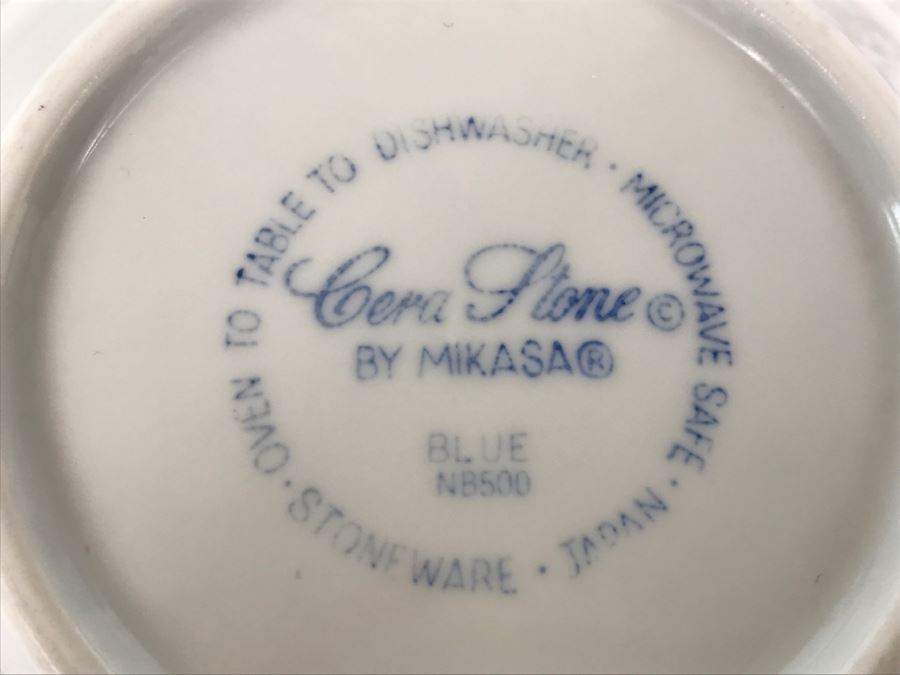 OVEN TO TABLE TO DISHWASHER · MICROWAVE SAFE · JAPAN · STONEWARE ·
Cera Stone ©
BY MIKASA®
BLUE
NB500